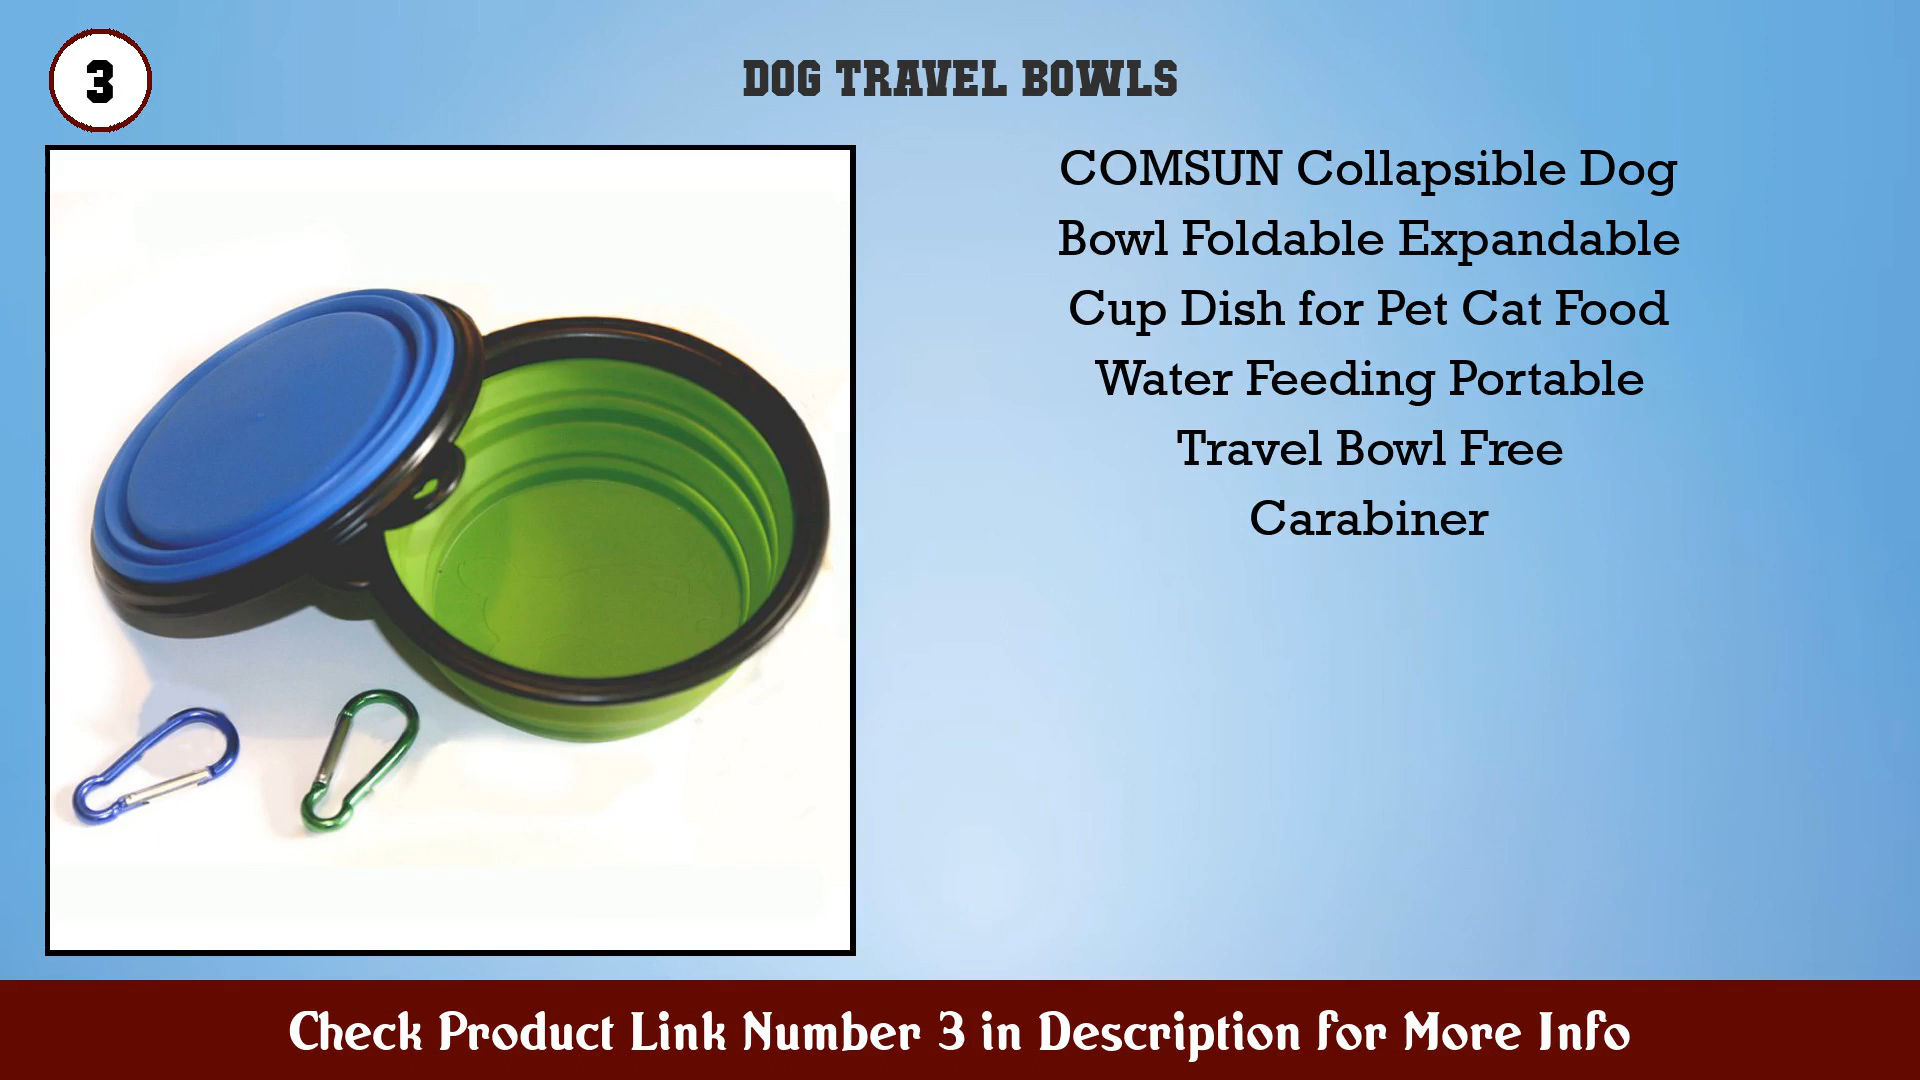 3
DOG TRAVEL BOWLS
COMSUN Collapsible Dog
Bowl Foldable Expandable
Cup Dish for Pet Cat Food
Water Feeding Portable
Travel Bowl Free
Carabiner
Check Product Link Number 3 in Description for More Info